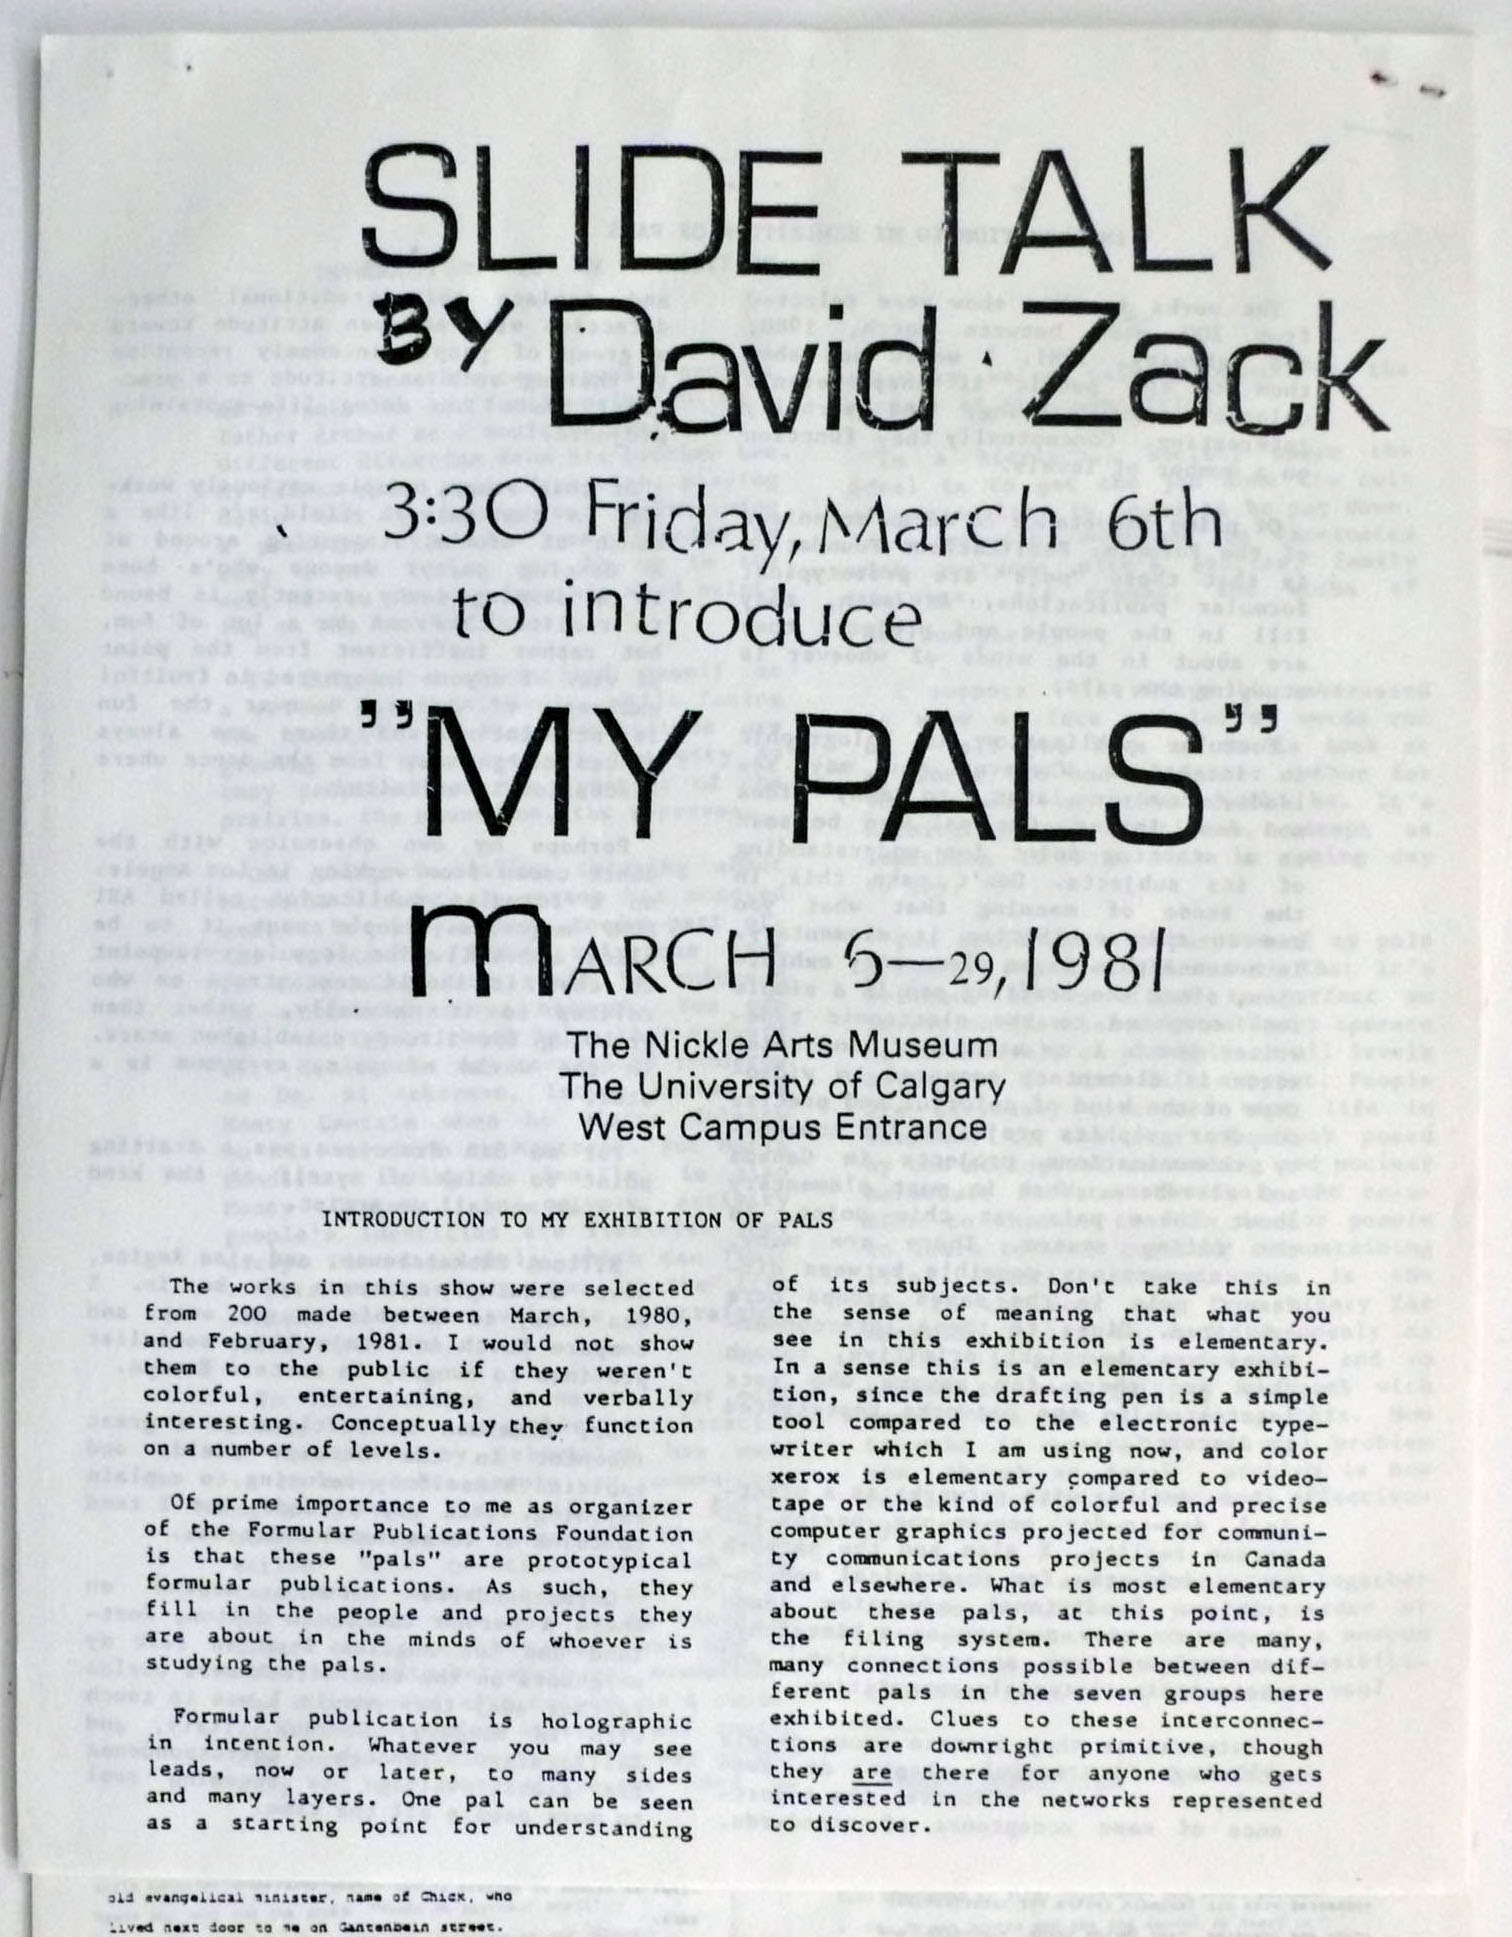 SLIDE TALK
BY David Zack
3:30 Friday, March 6th
to introduce
"MY PALS"
MARCH 6—29, 1981
The Nickle Arts Museum
The University of Calgary
West Campus Entrance
INTRODUCTION TO MY EXHIBITION OF PALS
The works in this show were selected
from 200 made between March, 1980,
and February, 1981. I would not show
them to the public if they weren't
colorful, entertaining, and verbally
interesting. Conceptually they function
on a number of levels.
Of prime importance to me as organizer
of the Formular Publications Foundation
is that these "pals" are prototypical
formular publications. As such, they
fill in the people and projects they
are about in the minds of whoever is
studying the pals.
Formular publication is holographic
in intention. Whatever you may see
leads, now or later, to many sides
and many layers. One pal can be seen
as a starting point for understanding
of its subjects. Don't take this in
the sense of meaning that what you
see in this exhibition is elementary.
In a sense this is an elementary exhibi-
tion, since the drafting pen is a simple
tool compared to the electronic type-
writer which I am using now, and color
xerox is elementary compared to video-
tape or the kind of colorful and precise
computer graphics projected for communi-
ty communications projects in Canada
and elsewhere. What is most elementary
about these pals, at this point, is
the filing system. There are many,
many connections possible between dif-
ferent pals in the seven groups here
exhibited. Clues to these interconnec-
tions are downright primitive, though
they are there for anyone who gets
interested in the networks represented
to discover.
old evangelical minister, name of Chick, who
lived next door to me on Gantenbein street.